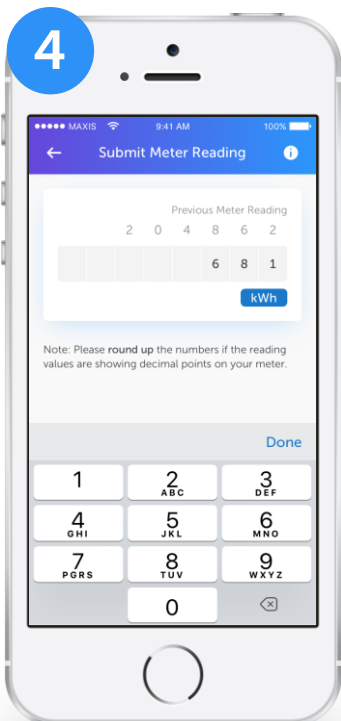 4
MAXIS 9:41 AM 100%
Submit Meter Reading i
Previous Meter Reading
2 0 4 8 6 2
6 8 1
kWh
Note: Please round up the numbers if the reading
values are showing decimal points on your meter.
Done
1 2 3
ABC DEF
4 5 6
GHI JKL MNO
7 8 9
PQRS TUV WXYZ
0